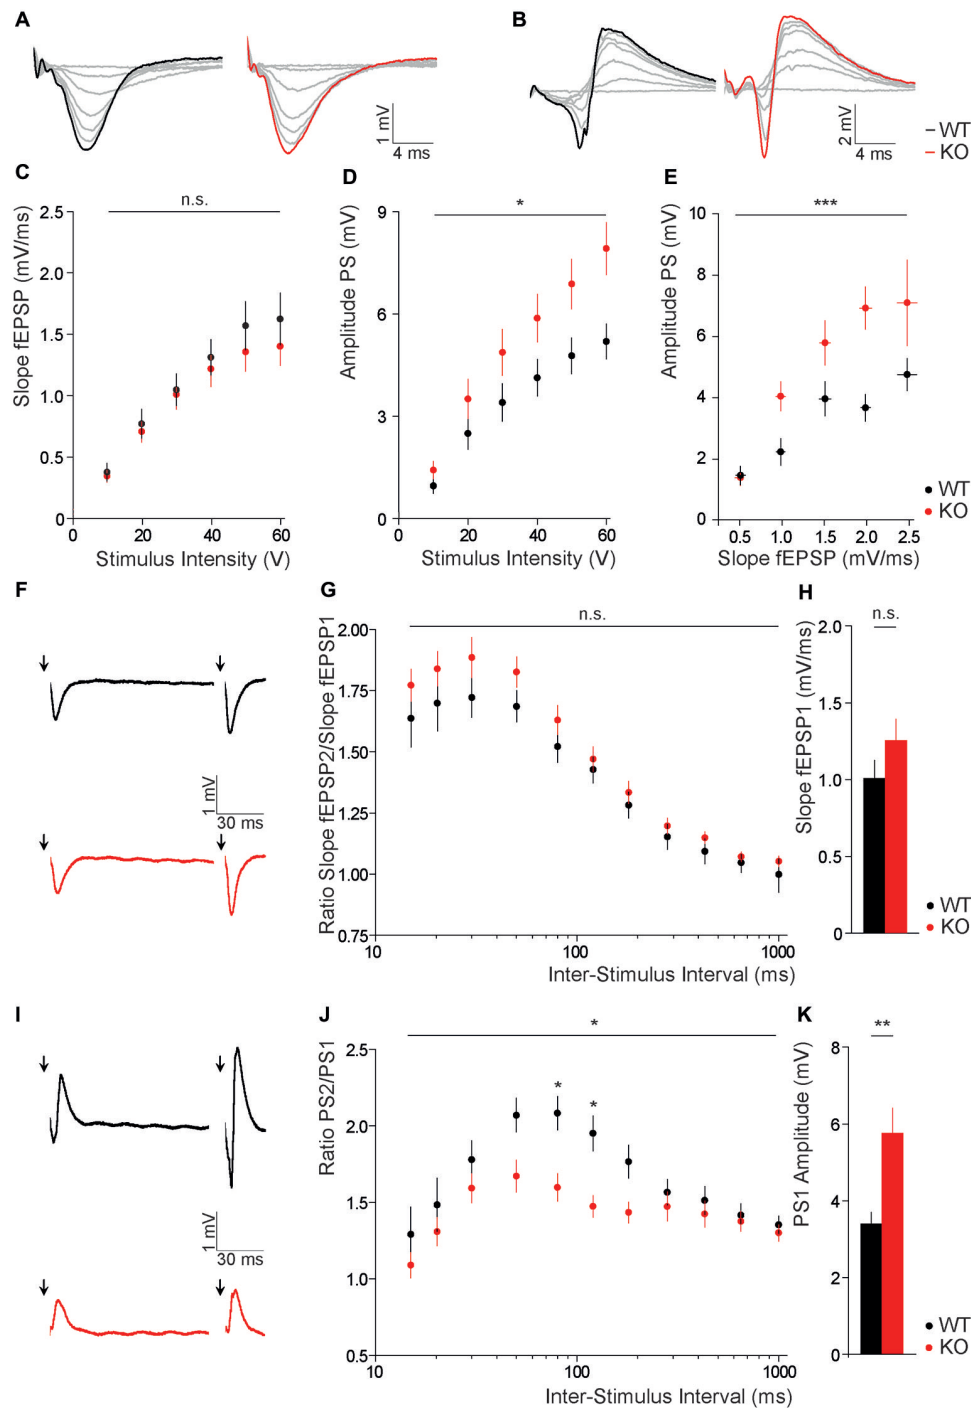 A
B
1 mV
4 ms
2 mV
4 ms
WT
KO
C
D
E
n.s.
*
***
Slope fEPSP (mV/ms)
2.5
2.0
1.5
1.0
0.5
0
0
20
40
60
Stimulus Intensity (V)
Amplitude PS (mV)
9
6
3
0
0
20
40
60
Stimulus Intensity (V)
Amplitude PS (mV)
10
8
6
4
2
0
0.5
1.0
1.5
2.0
2.5
Slope fEPSP (mV/ms)
WT
KO
F
1 mV
30 ms
G
n.s.
Ratio Slope fEPSP2/Slope fEPSP1
2.00
1.75
1.50
1.25
1.00
0.75
10
100
1000
Inter-Stimulus Interval (ms)
H
n.s.
Slope fEPSP1 (mV/ms)
2.0
1.5
1.0
0.5
0
WT
KO
I
1 mV
30 ms
J
*
*
*
Ratio PS2/PS1
2.5
2.0
1.5
1.0
0.5
10
100
1000
Inter-Stimulus Interval (ms)
K
**
PS1 Amplitude (mV)
8
6
4
2
0
WT
KO